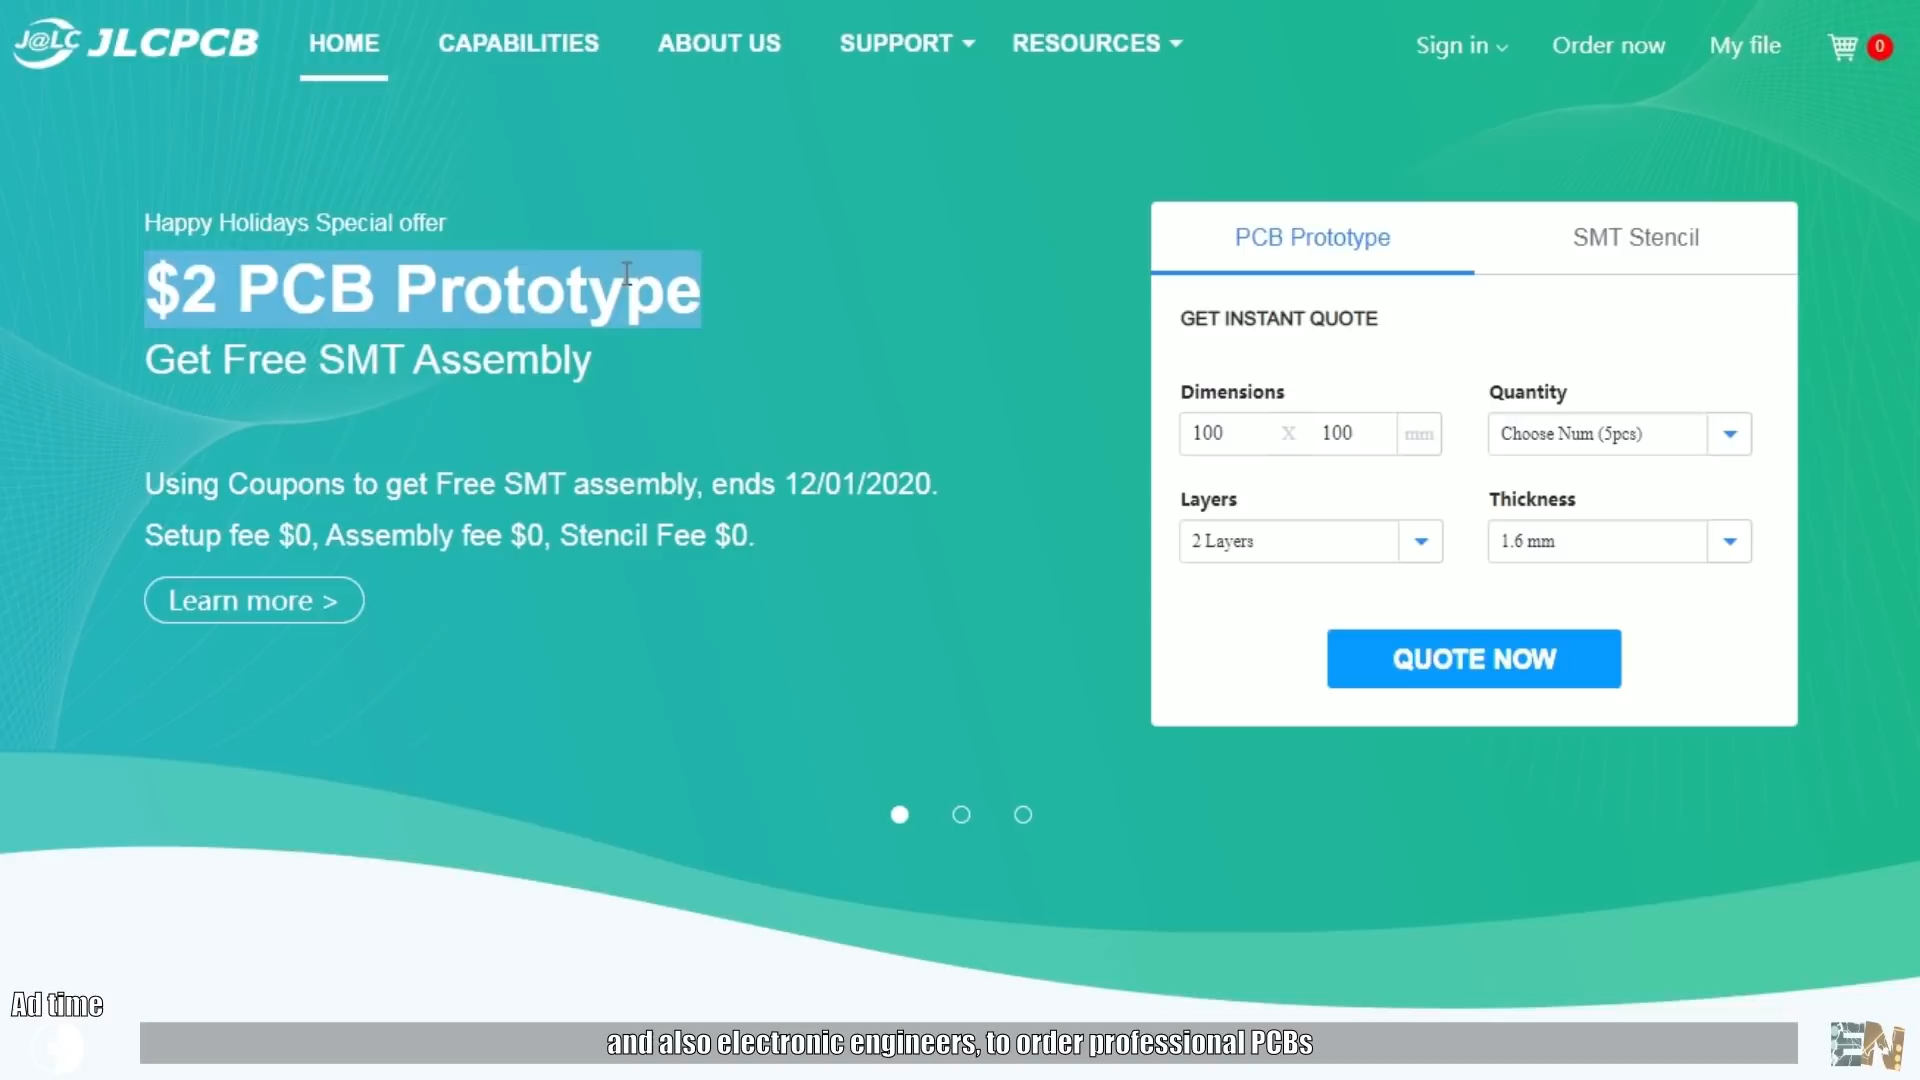 J@LC JLCPCB
HOME CAPABILITIES ABOUT US SUPPORT RESOURCES Sign in Order now My file 0
Happy Holidays Special offer
$2 PCB Prototype
Get Free SMT Assembly
Using Coupons to get Free SMT assembly, ends 12/01/2020.
Setup fee $0, Assembly fee $0, Stencil Fee $0.
Learn more >
PCB Prototype SMT Stencil
GET INSTANT QUOTE
Dimensions Quantity
100 X 100 mm Choose Num (5pcs)
Layers Thickness
2 Layers 1.6 mm
QUOTE NOW
Ad time
and also electronic engineers, to order professional PCBs
EN